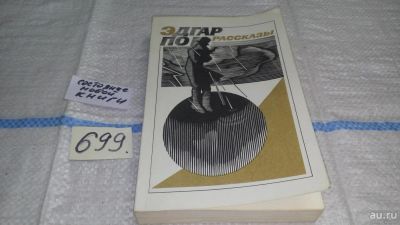 ЭДГАР
ПО
РАССКАЗЫ
СОСТОЯНИЕ
НОВОЙ
КНИГИ
699.
au.ru